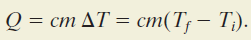 Q = cm ΔT = cm(T_f − T_i).